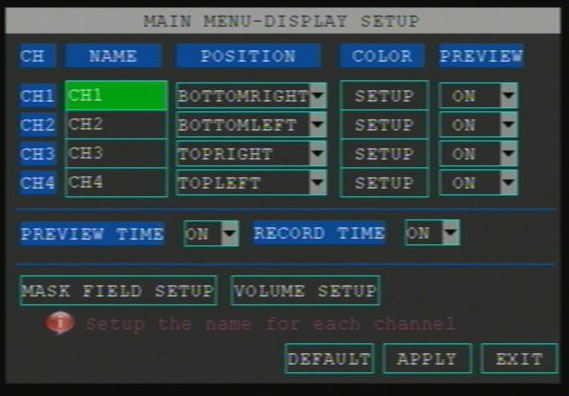 MAIN MENU-DISPLAY SETUP
CH NAME POSITION COLOR PREVIEW
CH1 CH1 BOTTOMRIGHT SETUP ON
CH2 CH2 BOTTOMLEFT SETUP ON
CH3 CH3 TOPRIGHT SETUP ON
CH4 CH4 TOPLEFT SETUP ON
PREVIEW TIME ON RECORD TIME ON
MASK FIELD SETUP VOLUME SETUP
Setup the name for each channel
DEFAULT APPLY EXIT